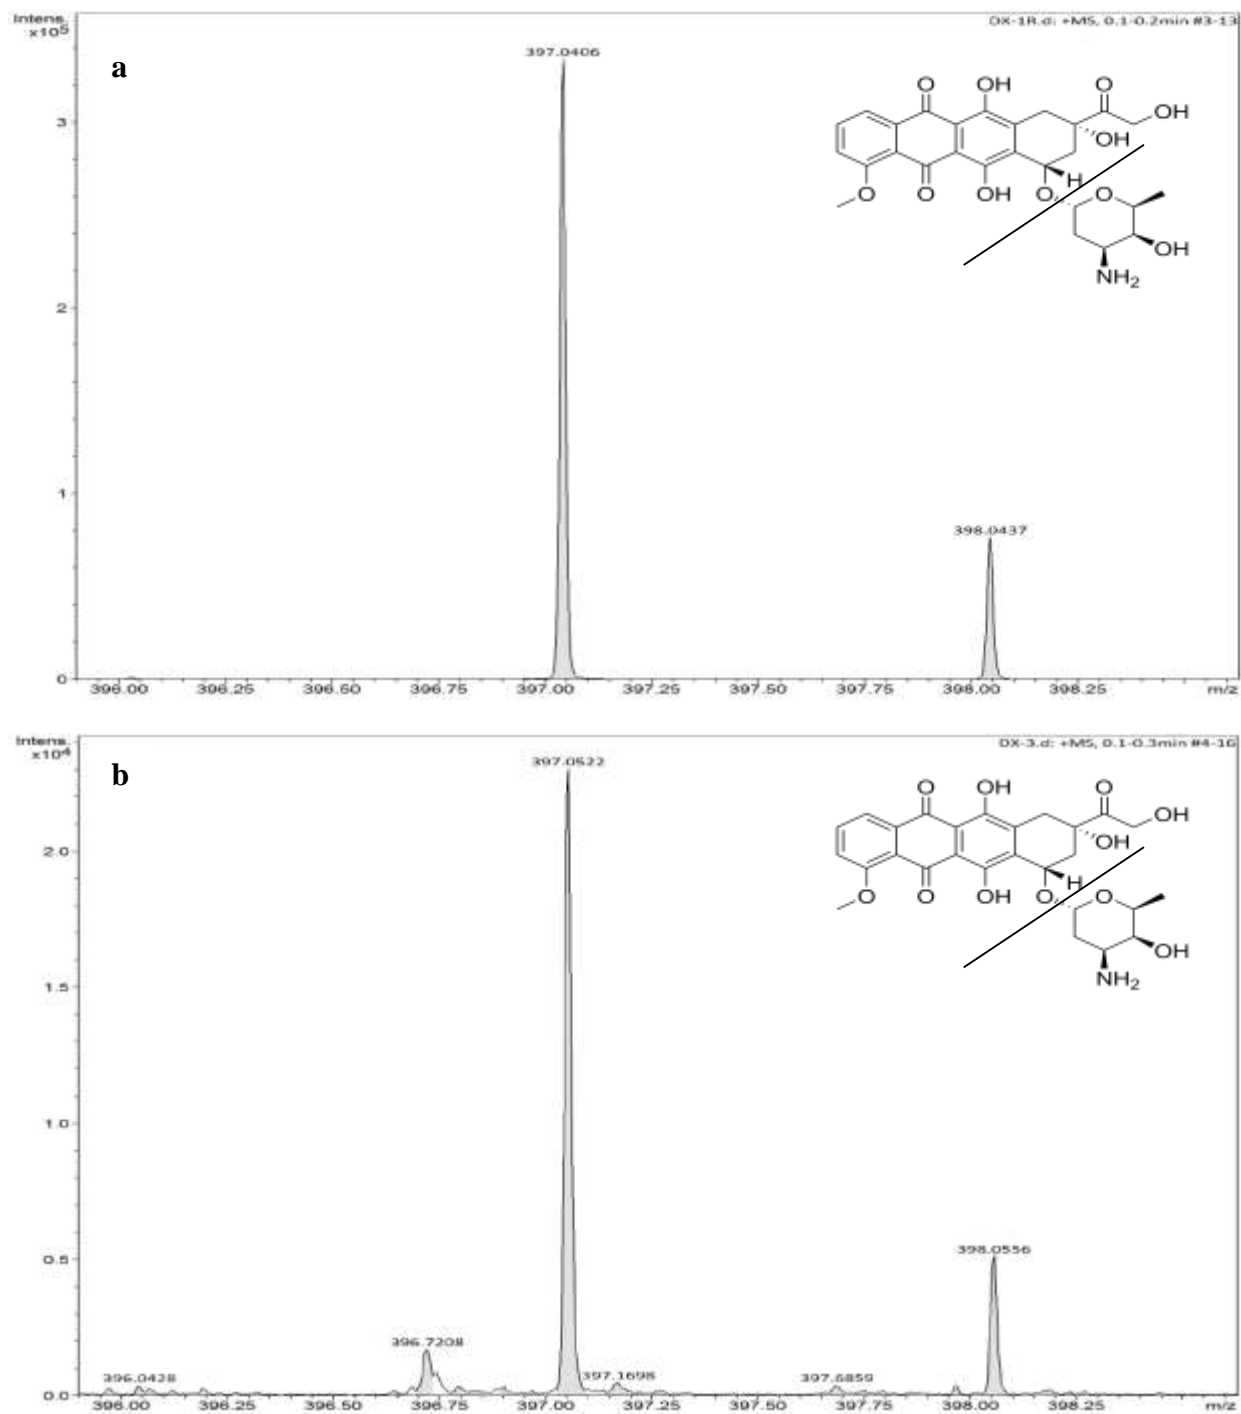 Intens.
x10⁵
DX-1R.d: +MS, 0.1-0.2min #3-13
a
397.0406
3
2
1
0
398.0437
O
OH
O
OH
OH
O
O
OH
O
H
O
OH
NH₂
396.00 396.25 396.50 396.75 397.00 397.25 397.50 397.75 398.00 398.25 m/z
Intens.
x10⁴
DX-3.d: +MS, 0.1-0.3min #4-16
b
397.0522
2.0
1.5
1.0
0.5
0.0
O
OH
O
OH
OH
O
O
OH
O
H
O
OH
NH₂
398.0556
396.7208
396.0428
397.1698
397.6859
396.00 396.25 396.50 396.75 397.00 397.25 397.50 397.75 398.00 398.25 m/z